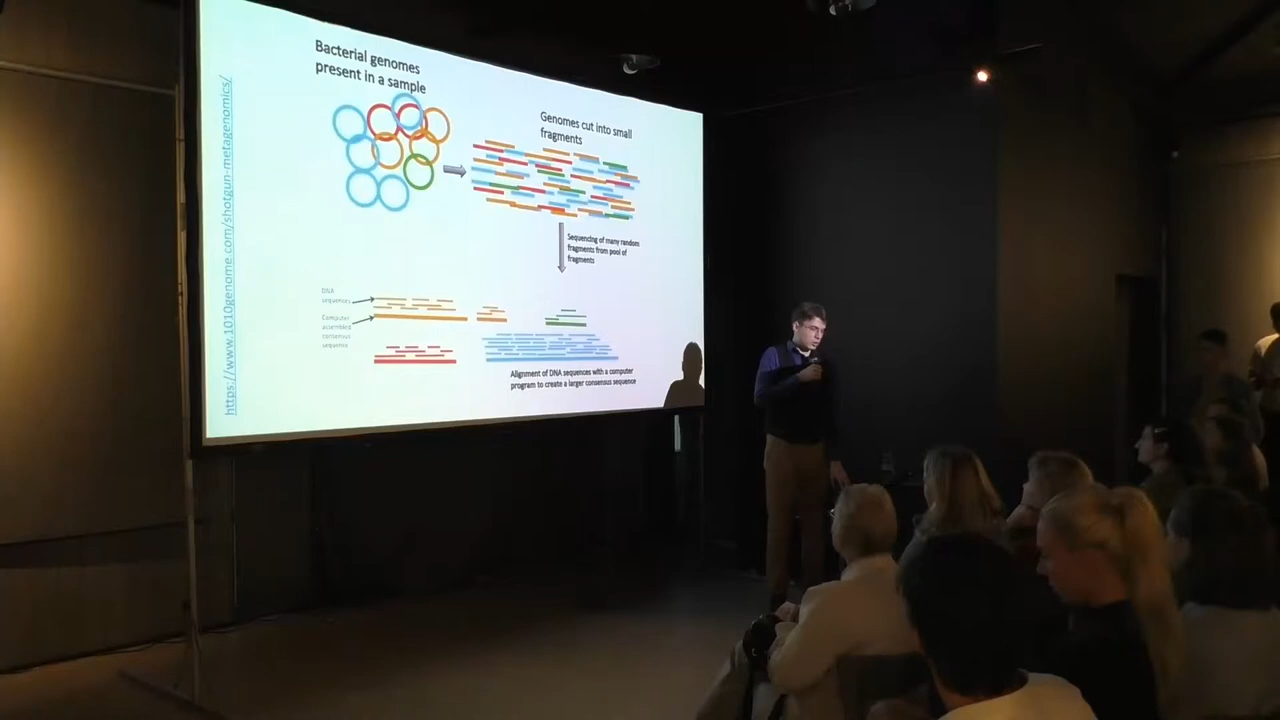 Bacterial genomes
present in a sample
Genomes cut into small
fragments
Sequencing of many random
fragments from pool of
fragments
DNA
sequences
Computer
assembled
consensus
sequence
Alignment of DNA sequences with a computer
program to create a larger consensus sequence
https://www.1010genome.com/shotgun-metagenomics/